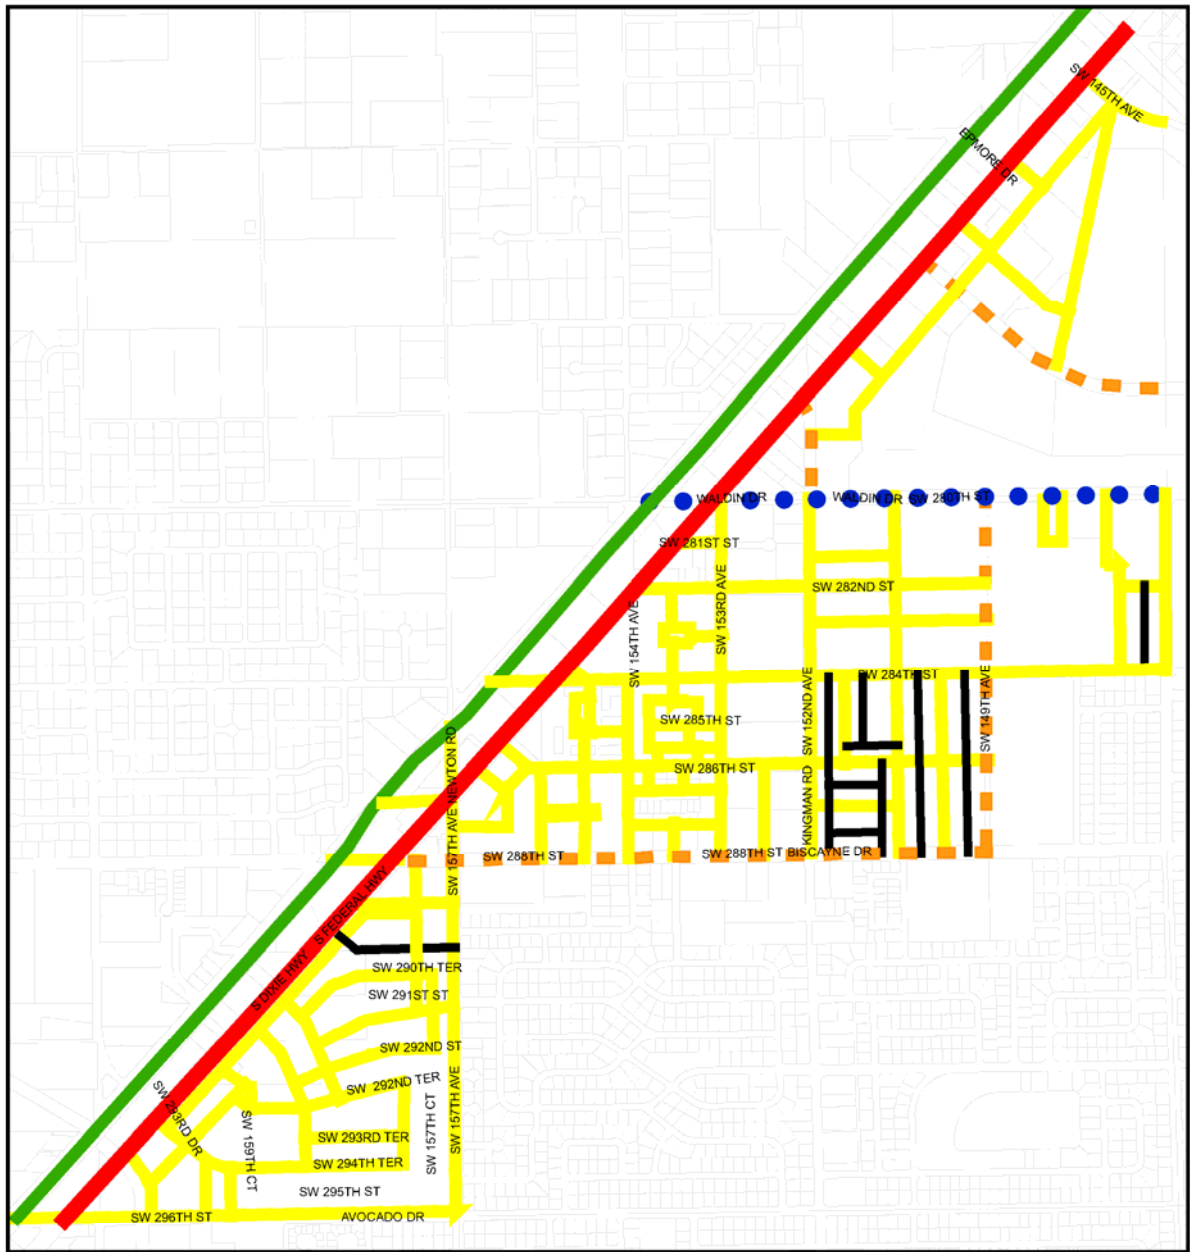 SW 145TH AVE
EPMORE DR
WALDIN DR
WALDIN DR
SW 280TH ST
SW 281ST ST
SW 282ND ST
SW 153RD AVE
SW 154TH AVE
SW 284TH ST
SW 152ND AVE
SW 149TH AVE
SW 285TH ST
SW 286TH ST
NEWTON RD
SW 157TH AVE
KINGMAN RD
SW 288TH ST
SW 288TH ST
BISCAYNE DR
S FEDERAL HWY
S DIXIE HWY
SW 290TH TER
SW 291ST ST
SW 292ND ST
SW 292ND TER
SW 293RD DR
SW 159TH CT
SW 157TH CT
SW 157TH AVE
SW 293RD TER
SW 294TH TER
SW 295TH ST
SW 296TH ST
AVOCADO DR